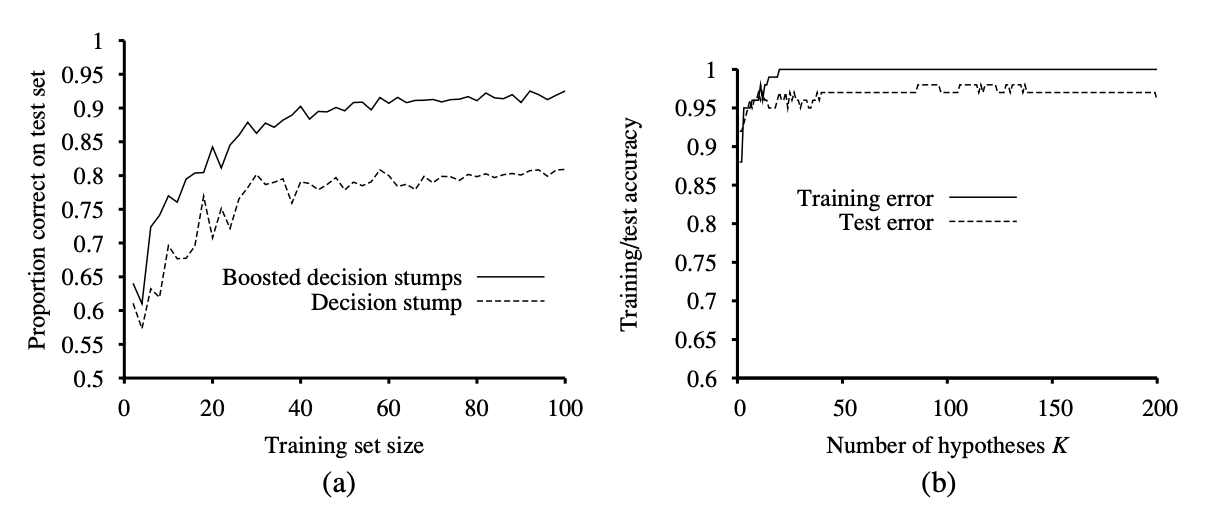 Proportion correct on test set
1
0.95
0.9
0.85
0.8
0.75
0.7
0.65
0.6
0.55
0.5
Boosted decision stumps
Decision stump
0 20 40 60 80 100
Training set size
(a)
Training/test accuracy
1
0.95
0.9
0.85
0.8
0.75
0.7
0.65
0.6
Training error
Test error
0 50 100 150 200
Number of hypotheses K
(b)